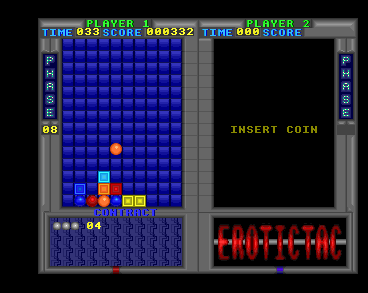 PLAYER 1
TIME 033 SCORE 000332
PHASE
08
CONTRACT
04
PLAYER 2
TIME 000 SCORE
PHASE
INSERT COIN
EROTICTAC